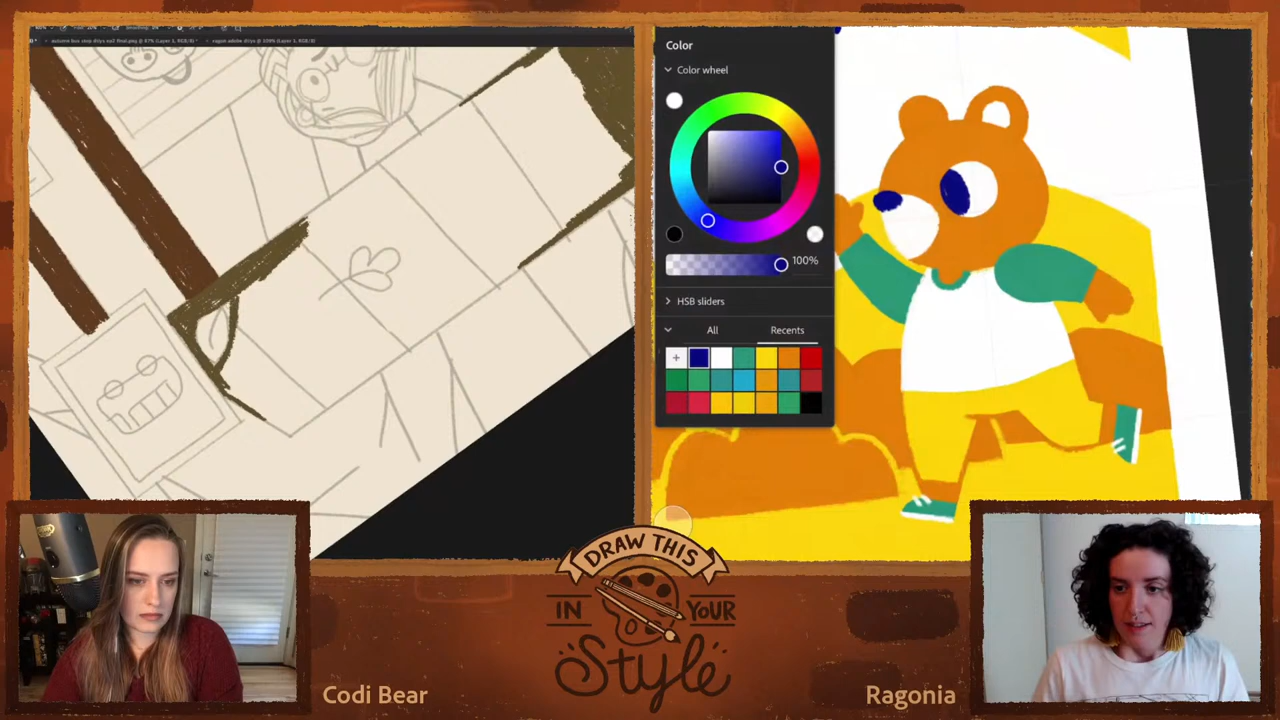 Color
Color wheel
100%
HSB sliders
All
Recents
DRAW THIS
IN YOUR
Style
Codi Bear
Ragonia